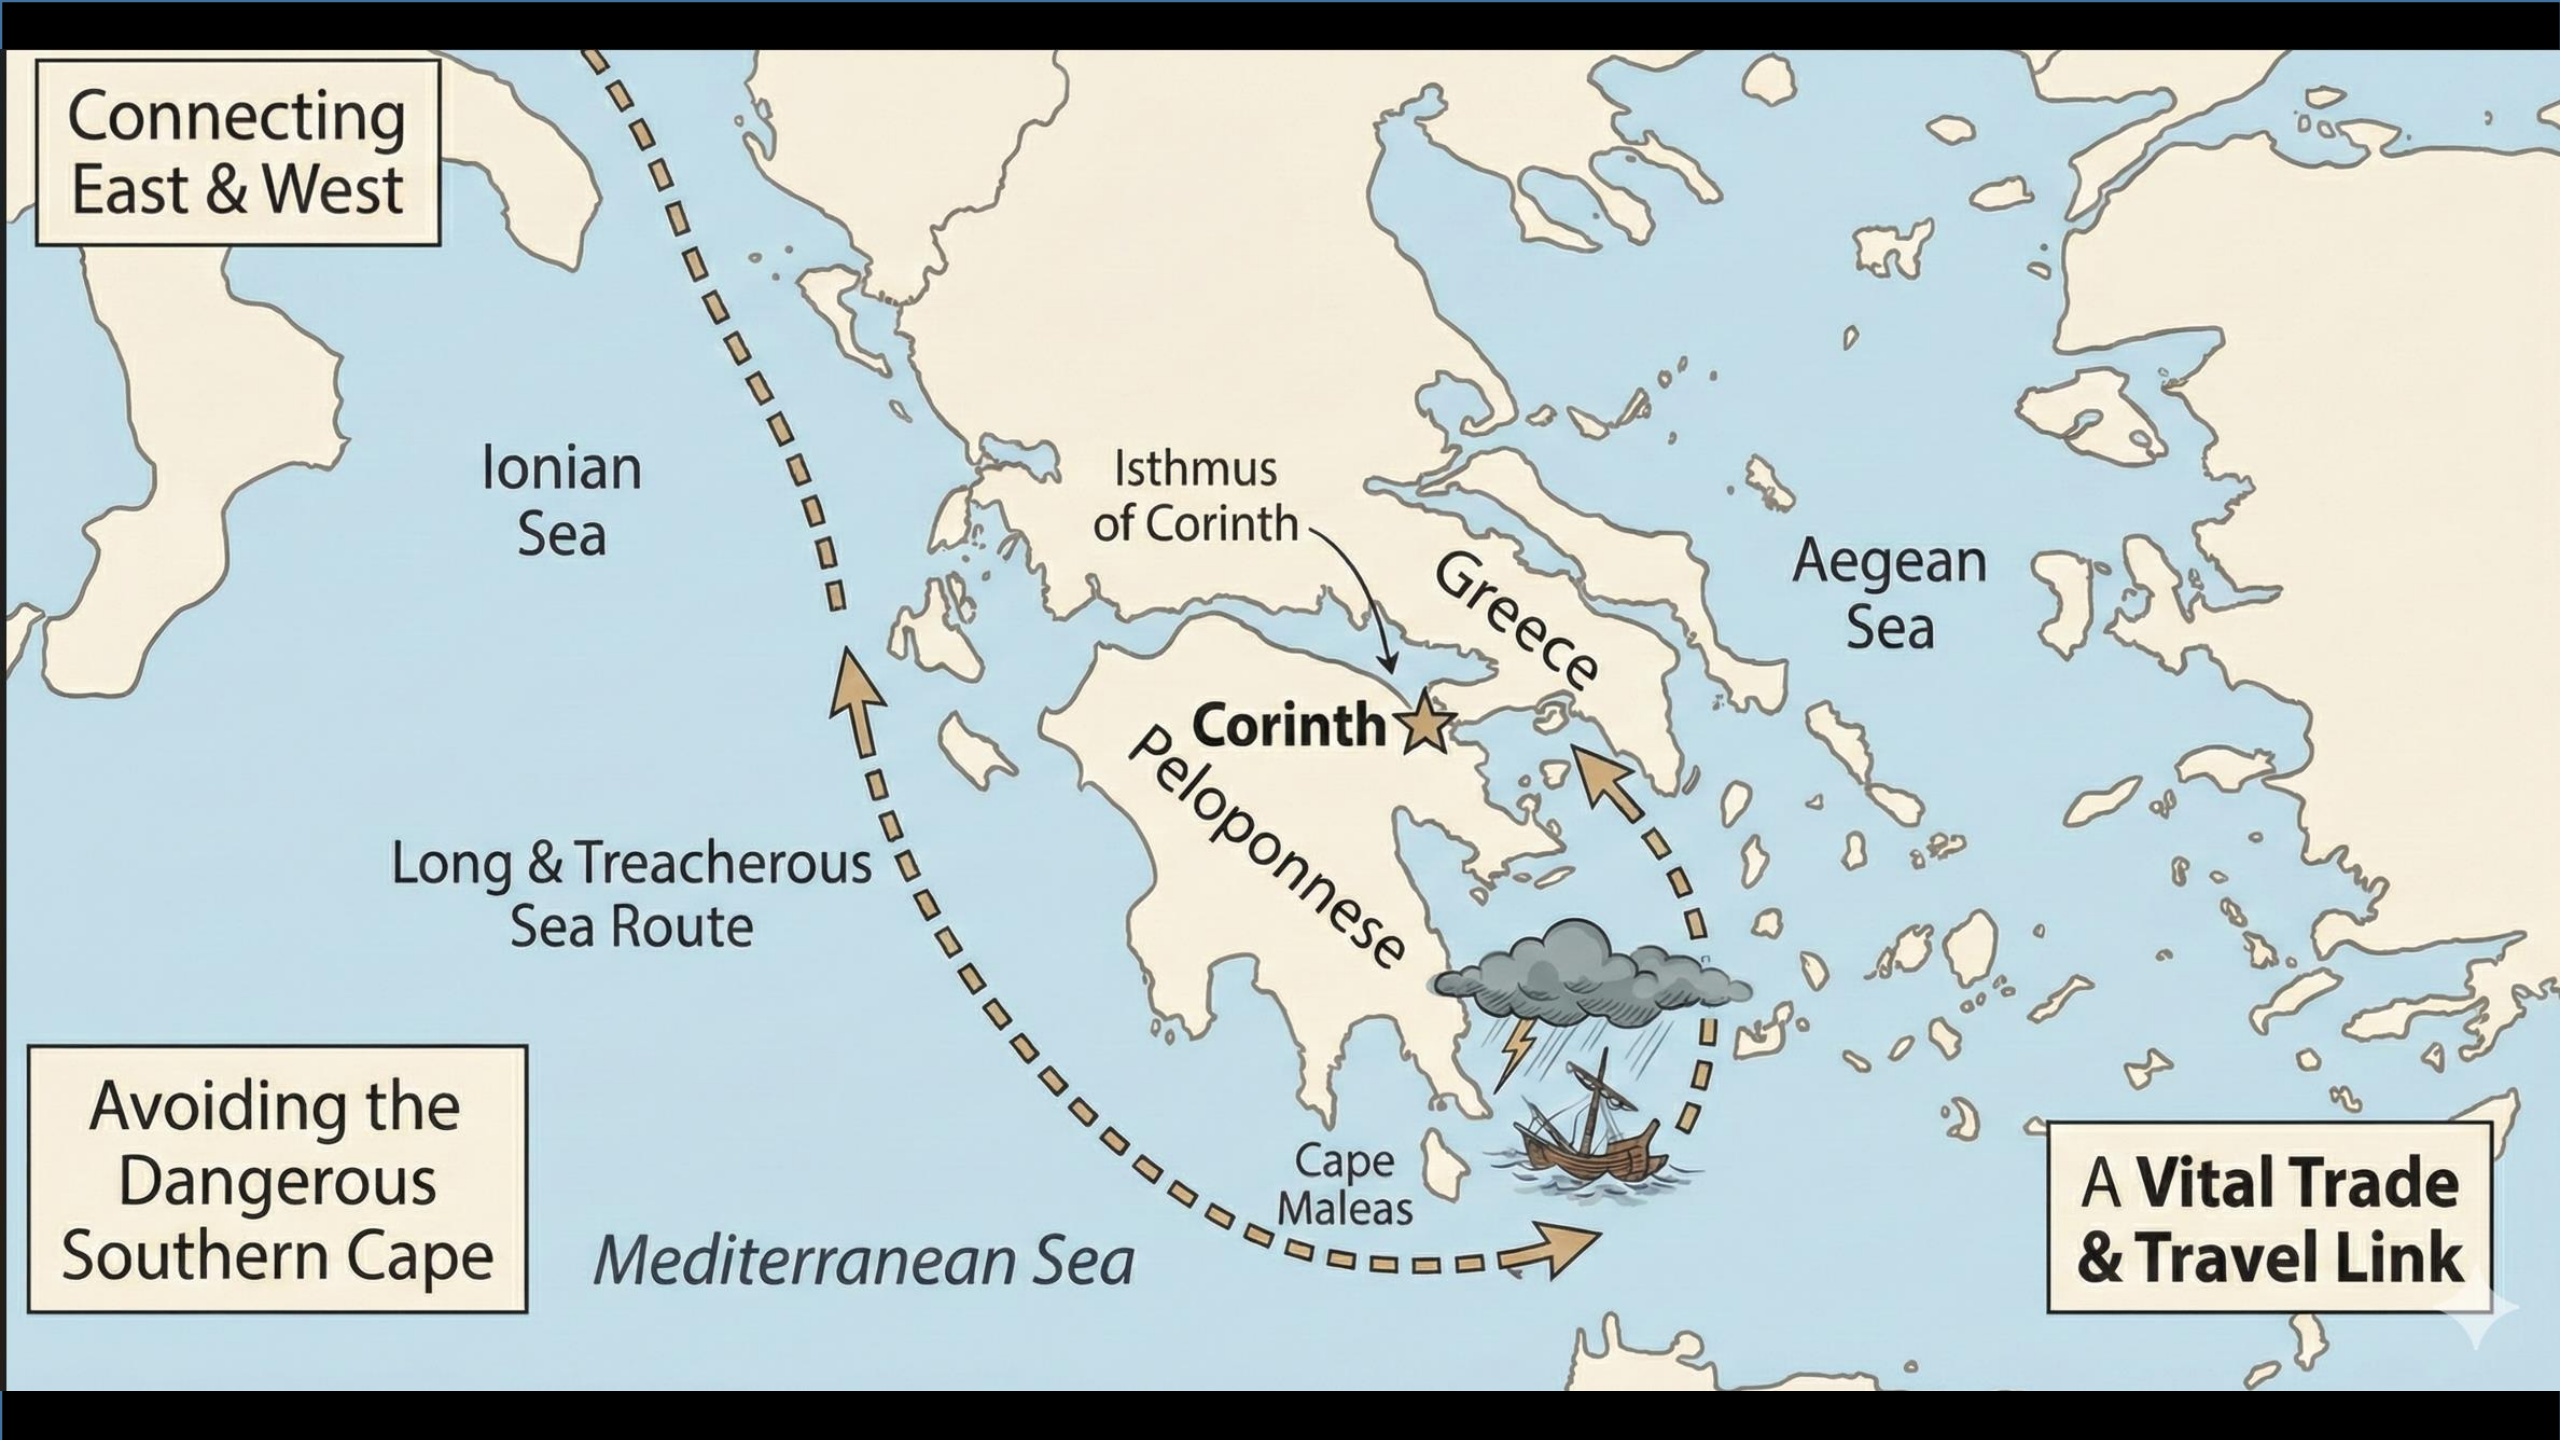 Connecting
East & West
Ionian
Sea
Isthmus
of Corinth
Greece
Aegean
Sea
Corinth
Peloponnese
Long & Treacherous
Sea Route
Avoiding the
Dangerous
Southern Cape
Cape
Maleas
Mediterranean Sea
A Vital Trade
& Travel Link